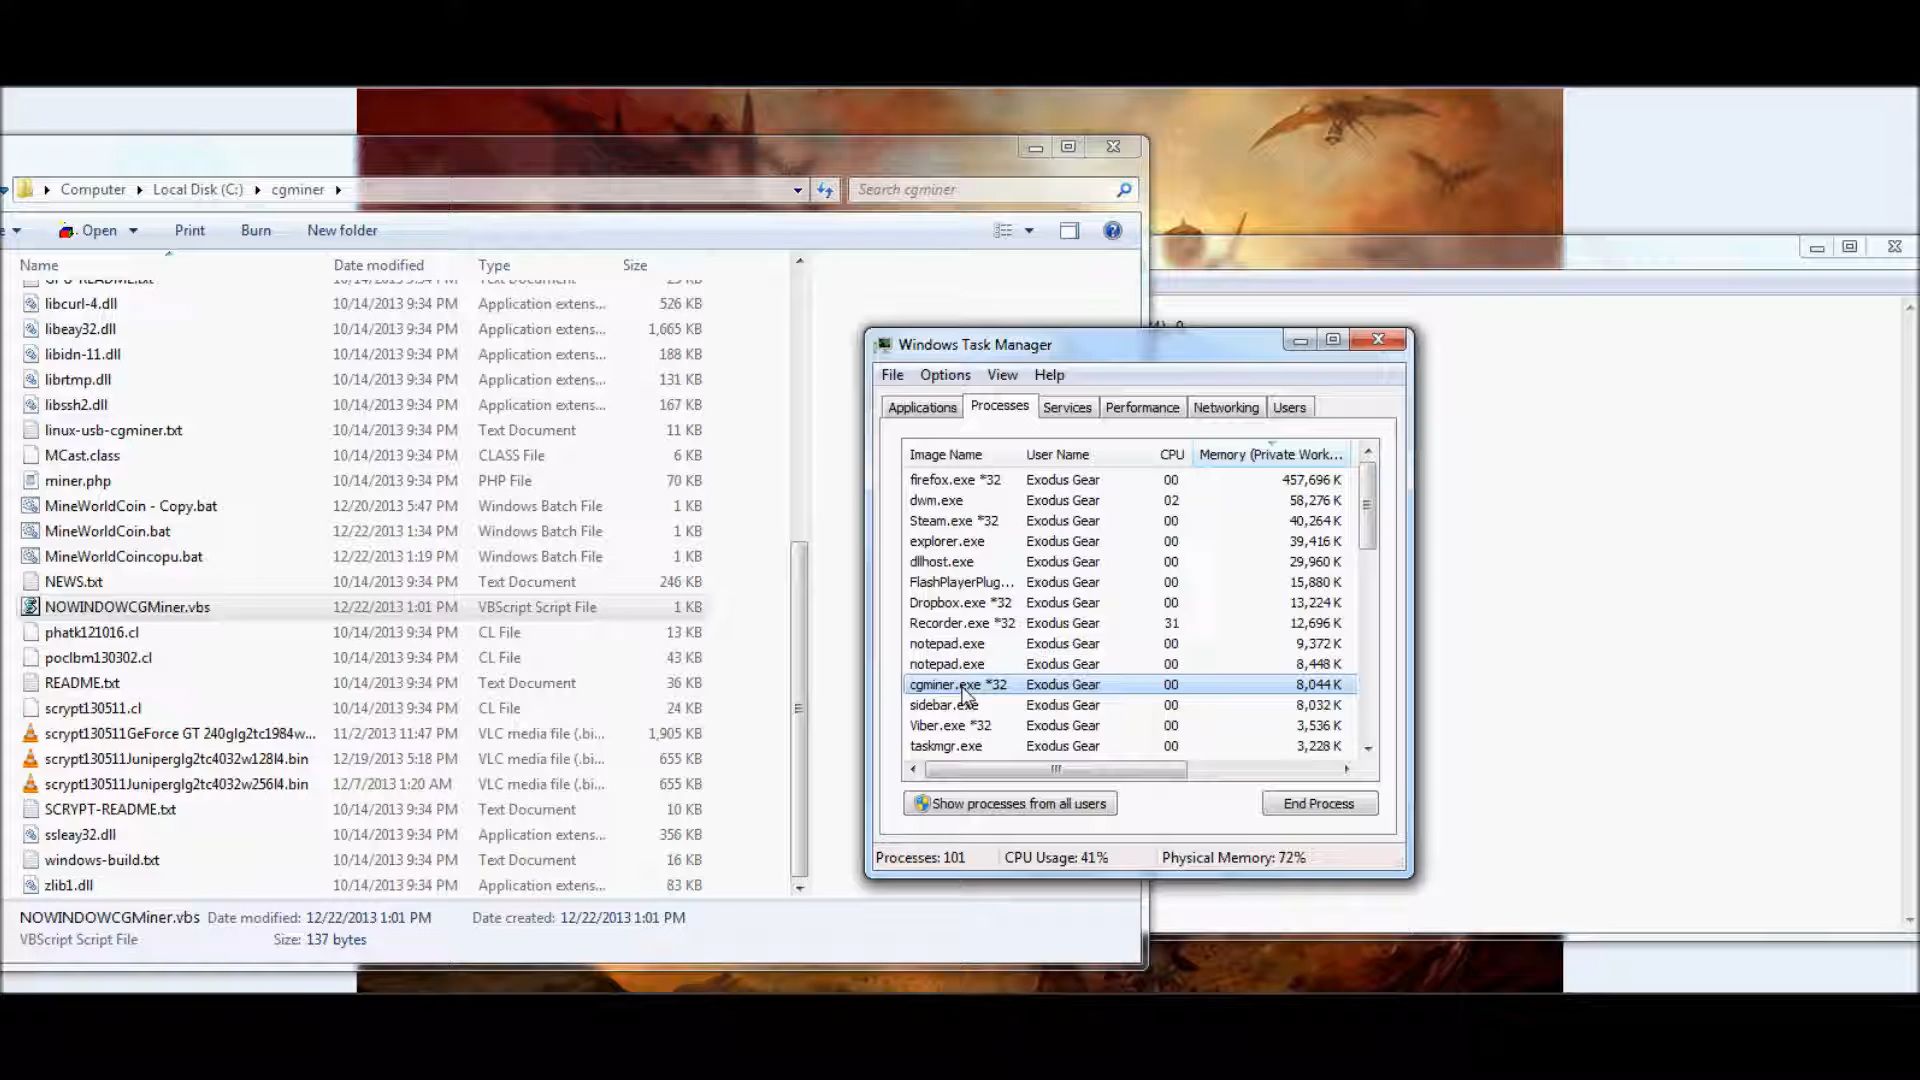 Computer Local Disk (C:) cgminer
Search cgminer
Open Print Burn New folder
Name Date modified Type Size
libcurl-4.dll 10/14/2013 9:34 PM Application extens... 526 KB
libeay32.dll 10/14/2013 9:34 PM Application extens... 1,665 KB
libidn-11.dll 10/14/2013 9:34 PM Application extens... 188 KB
librtmp.dll 10/14/2013 9:34 PM Application extens... 131 KB
libssh2.dll 10/14/2013 9:34 PM Application extens... 167 KB
linux-usb-cgminer.txt 10/14/2013 9:34 PM Text Document 11 KB
MCast.class 10/14/2013 9:34 PM CLASS File 6 KB
miner.php 10/14/2013 9:34 PM PHP File 70 KB
MineWorldCoin - Copy.bat 12/20/2013 5:47 PM Windows Batch File 1 KB
MineWorldCoin.bat 12/22/2013 1:34 PM Windows Batch File 1 KB
MineWorldCoincopu.bat 12/22/2013 1:19 PM Windows Batch File 1 KB
NEWS.txt 10/14/2013 9:34 PM Text Document 246 KB
NOWINDOWCGMiner.vbs 12/22/2013 1:01 PM VBScript Script File 1 KB
phatk121016.cl 10/14/2013 9:34 PM CL File 13 KB
poclbm130302.cl 10/14/2013 9:34 PM CL File 43 KB
README.txt 10/14/2013 9:34 PM Text Document 36 KB
scrypt130511.cl 10/14/2013 9:34 PM CL File 24 KB
scrypt130511GeForce GT 240glg2tc1984w... 11/2/2013 11:47 PM VLC media file (.bi... 1,905 KB
scrypt130511Juniperglg2tc4032w128l4.bin 12/19/2013 5:18 PM VLC media file (.bi... 655 KB
scrypt130511Juniperglg2tc4032w256l4.bin 12/7/2013 1:20 AM VLC media file (.bi... 655 KB
SCRYPT-README.txt 10/14/2013 9:34 PM Text Document 10 KB
ssleay32.dll 10/14/2013 9:34 PM Application extens... 356 KB
windows-build.txt 10/14/2013 9:34 PM Text Document 16 KB
zlib1.dll 10/14/2013 9:34 PM Application extens... 83 KB
NOWINDOWCGMiner.vbs Date modified: 12/22/2013 1:01 PM Date created: 12/22/2013 1:01 PM
VBScript Script File Size: 137 bytes
Windows Task Manager
File Options View Help
Applications Processes Services Performance Networking Users
Image Name User Name CPU Memory (Private Work...
firefox.exe *32 Exodus Gear 00 457,696 K
dwm.exe Exodus Gear 02 58,276 K
Steam.exe *32 Exodus Gear 00 40,264 K
explorer.exe Exodus Gear 00 39,416 K
dllhost.exe Exodus Gear 00 29,960 K
FlashPlayerPlug... Exodus Gear 00 15,880 K
Dropbox.exe *32 Exodus Gear 00 13,224 K
Recorder.exe *32 Exodus Gear 31 12,696 K
notepad.exe Exodus Gear 00 9,372 K
notepad.exe Exodus Gear 00 8,448 K
cgminer.exe *32 Exodus Gear 00 8,044 K
sidebar.exe Exodus Gear 00 8,032 K
Viber.exe *32 Exodus Gear 00 3,536 K
taskmgr.exe Exodus Gear 00 3,228 K
Show processes from all users End Process
Processes: 101 CPU Usage: 41% Physical Memory: 72%